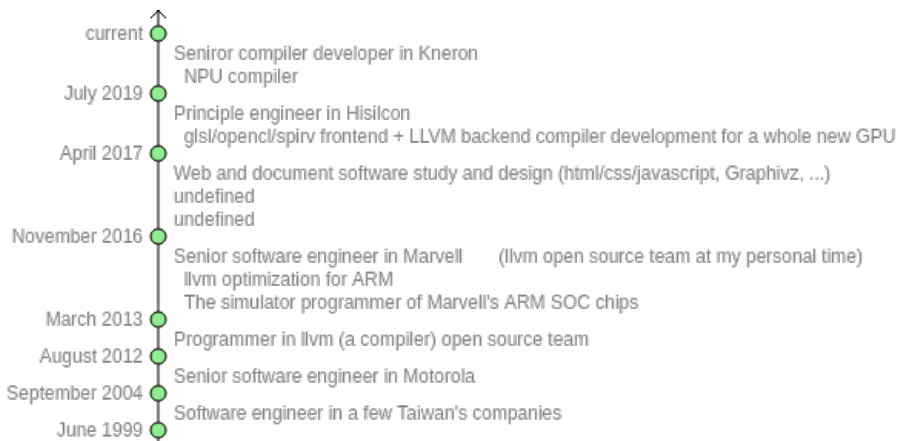 current
Seniror compiler developer in Kneron
NPU compiler
July 2019
Principle engineer in Hisilcon
glsl/opencl/spirv frontend + LLVM backend compiler development for a whole new GPU
April 2017
Web and document software study and design (html/css/javascript, Graphivz, ...)
undefined
undefined
November 2016
Senior software engineer in Marvell (llvm open source team at my personal time)
llvm optimization for ARM
The simulator programmer of Marvell's ARM SOC chips
March 2013
Programmer in llvm (a compiler) open source team
August 2012
Senior software engineer in Motorola
September 2004
Software engineer in a few Taiwan's companies
June 1999